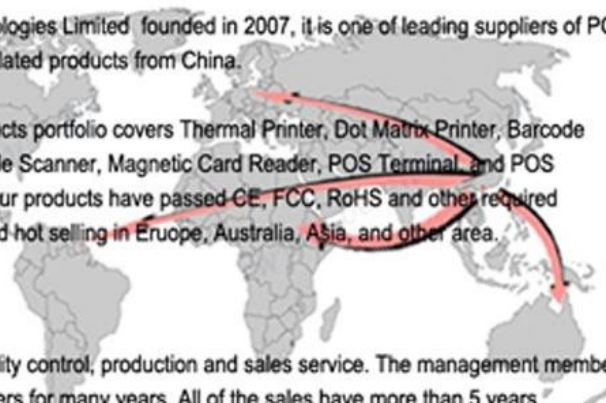 ologies Limited founded in 2007, it is one of leading suppliers of PO
lated products from China.
cts portfolio covers Thermal Printer, Dot Matrix Printer, Barcode
le Scanner, Magnetic Card Reader, POS Terminal, and POS
ur products have passed CE, FCC, RoHS and other required
d hot selling in Eruope, Australia, Asia, and other area.
lity control, production and sales service. The management membe
ers for many years. All of the sales have more than 5 years